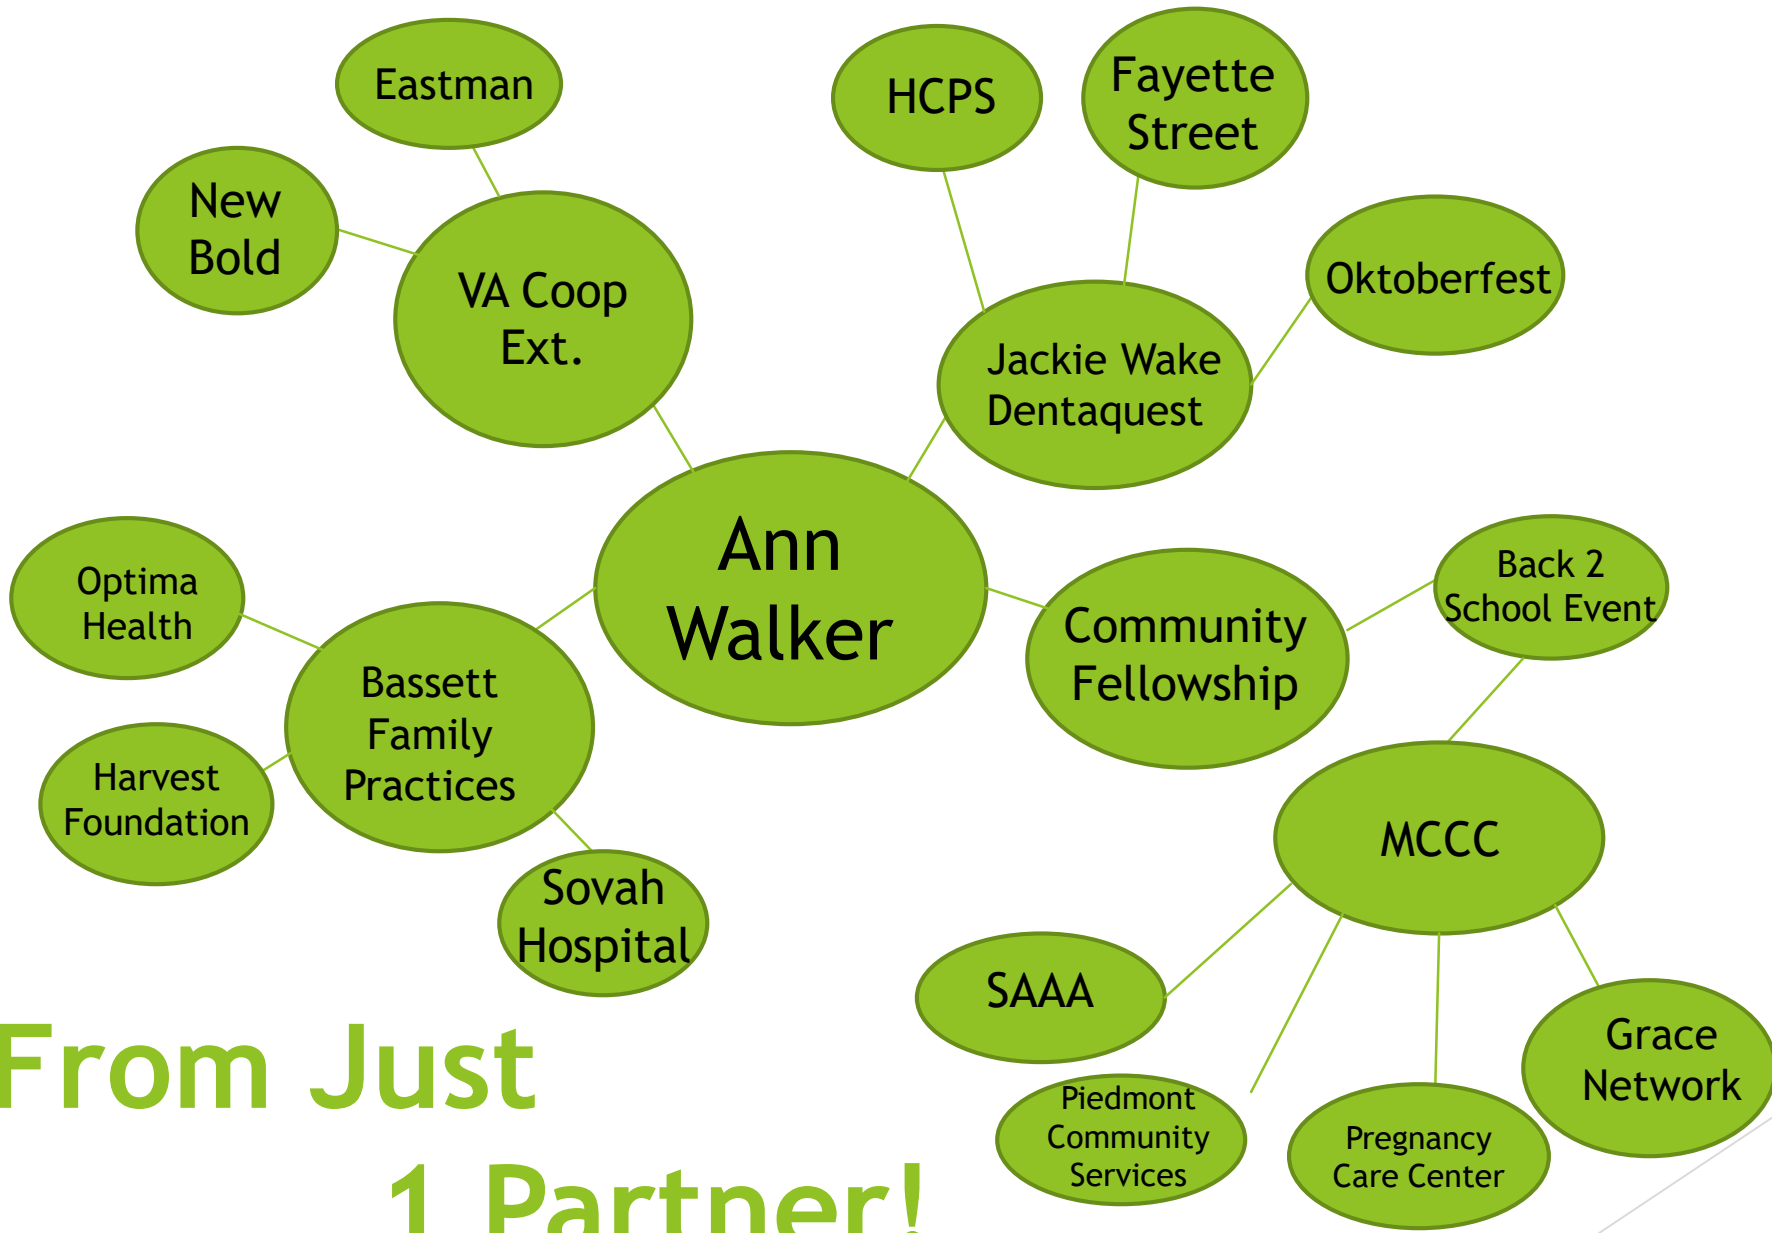 Eastman
New
Bold
VA Coop
Ext.
HCPS
Fayette
Street
Oktoberfest
Jackie Wake
Dentaquest
Ann
Walker
Optima
Health
Bassett
Family
Practices
Harvest
Foundation
Sovah
Hospital
Community
Fellowship
Back 2
School Event
MCCC
SAAA
Piedmont
Community
Services
Pregnancy
Care Center
Grace
Network
From Just
1 Partner!